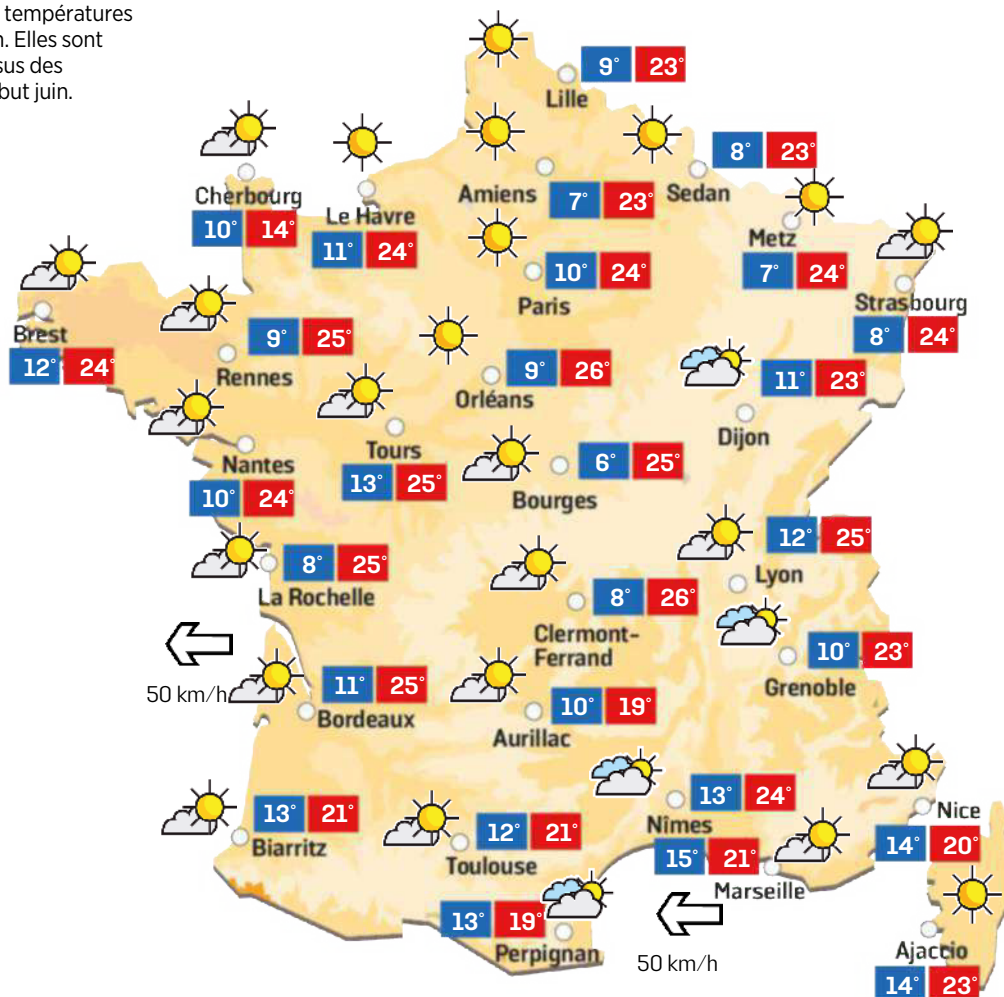 températures
n. Elles sont
sus des
but juin.
9° 23°
Lille
8° 23°
Sedan
Amiens
7° 23°
Cherbourg
10° 14°
Le Havre
11° 24°
Metz
7° 24°
10° 24°
Paris
Strasbourg
8° 24°
Brest
12° 24°
9° 25°
Rennes
9° 26°
Orléans
11° 23°
Dijon
Nantes
10° 24°
Tours
13° 25°
6° 25°
Bourges
12° 25°
Lyon
8° 25°
La Rochelle
8° 26°
Clermont-
Ferrand
10° 23°
Grenoble
50 km/h
11° 25°
Bordeaux
10° 19°
Aurillac
13° 24°
Nîmes
Nice
14° 20°
13° 21°
Biarritz
12° 21°
Toulouse
15° 21°
Marseille
13° 19°
Perpignan
50 km/h
Ajaccio
14° 23°